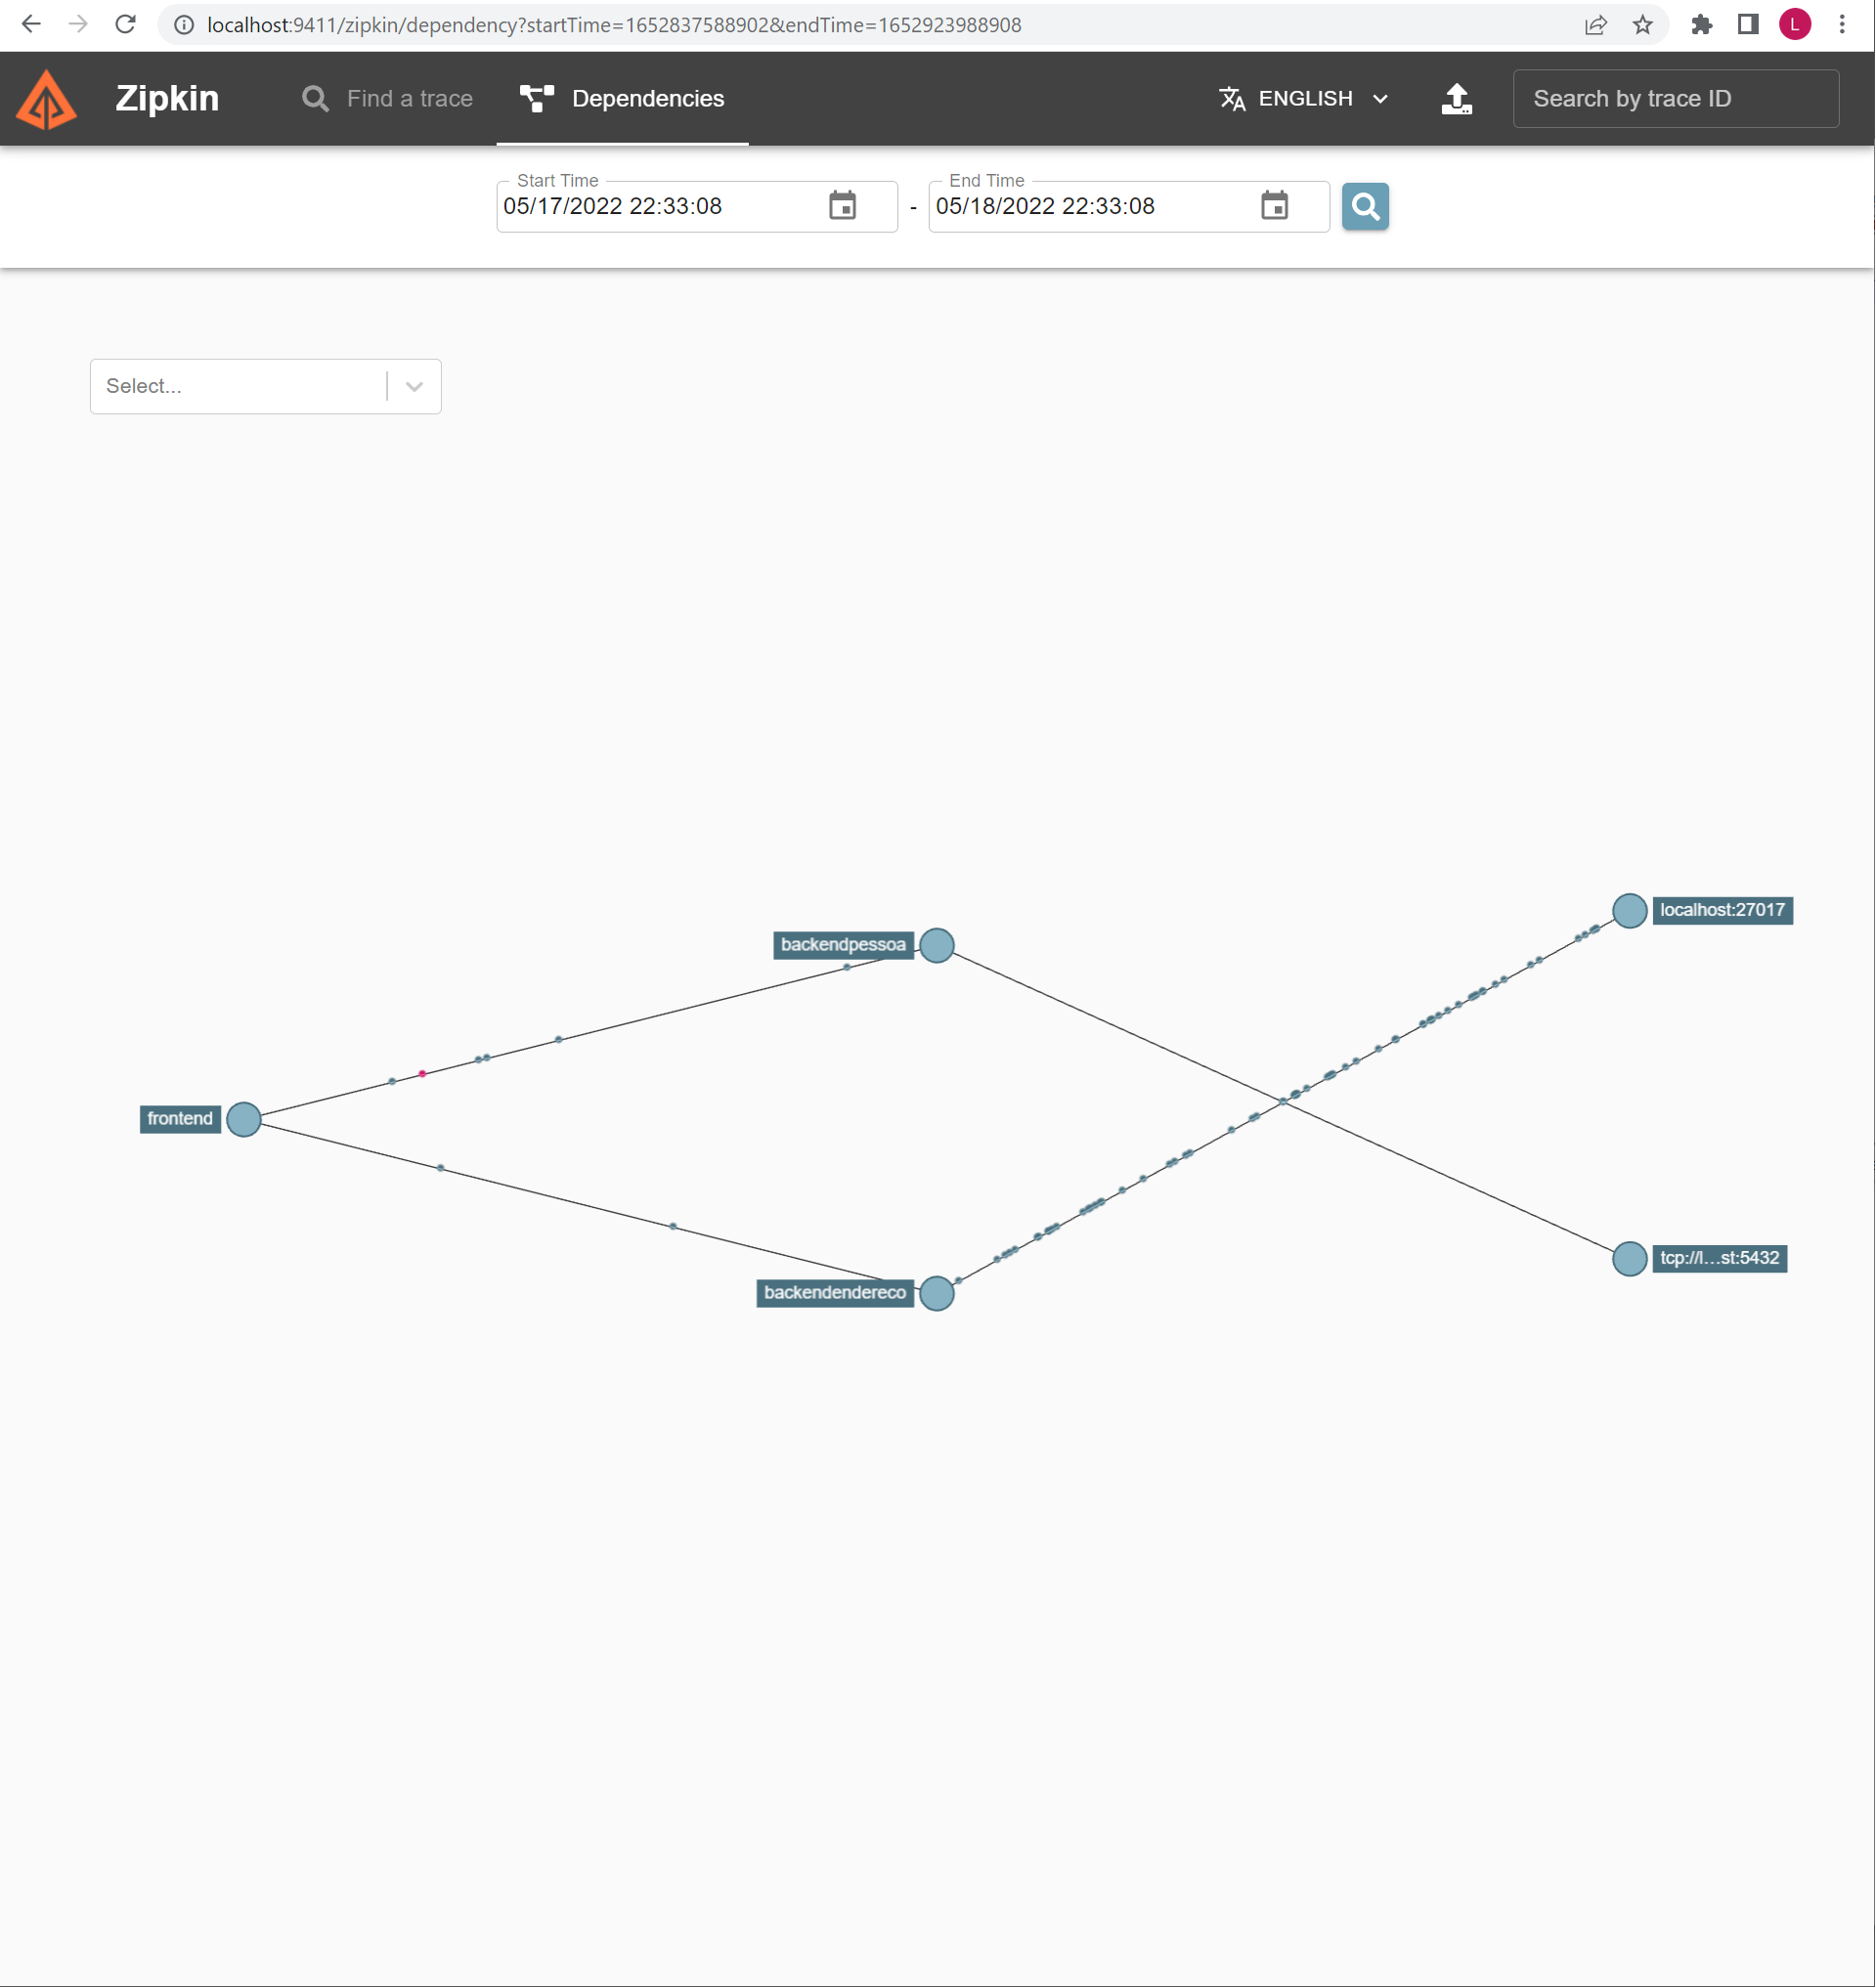 localhost:9411/zipkin/dependency?startTime=1652837588902&endTime=1652923988908
L
Zipkin
Find a trace
Dependencies
ENGLISH
Search by trace ID
Start Time
05/17/2022 22:33:08
-
End Time
05/18/2022 22:33:08
Select...
localhost:27017
backendpessoa
frontend
tcp://l...st:5432
backendendereco